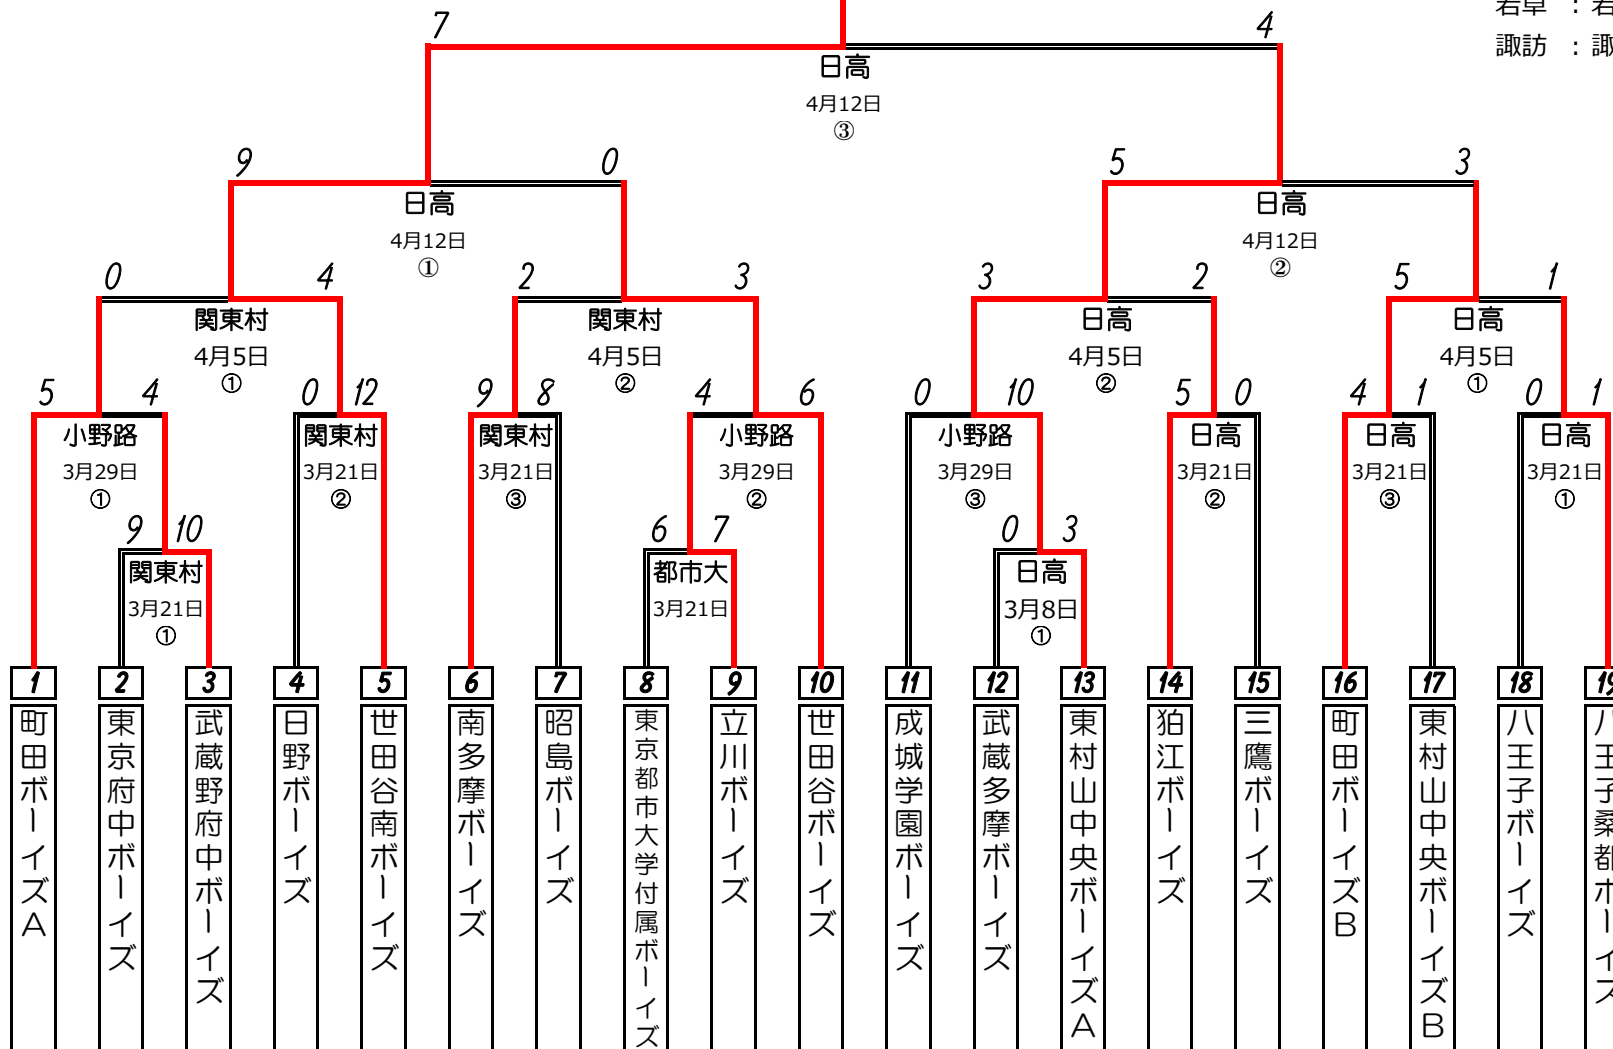 若草 : 若
諏訪 : 諏
7 4
日高
4月12日
③
9 0 5 3
日高 日高
4月12日 4月12日
① ②
0 4 2 3 3 2 5 1
関東村 関東村 日高 日高
4月5日 4月5日 4月5日 4月5日
① ② ② ①
5 4 0 12 9 8 4 6 0 10 5 0 4 1 0 1
小野路 関東村 関東村 小野路 小野路 日高 日高 日高
3月29日 3月21日 3月21日 3月29日 3月29日 3月21日 3月21日 3月21日
① ② ③ ② ③ ② ③ ①
9 10 6 7 0 3
関東村 都市大 日高
3月21日 3月21日 3月8日
① ①
1 2 3 4 5 6 7 8 9 10 11 12 13 14 15 16 17 18 19
町田ボーイズA
東京府中ボーイズ
武蔵野府中ボーイズ
日野ボーイズ
世田谷南ボーイズ
南多摩ボーイズ
昭島ボーイズ
東京都市大学付属ボーイズ
立川ボーイズ
世田谷ボーイズ
成城学園ボーイズ
武蔵多摩ボーイズ
東村山中央ボーイズA
狛江ボーイズ
三鷹ボーイズ
町田ボーイズB
東村山中央ボーイズB
八王子ボーイズ
八王子桑都ボーイズ